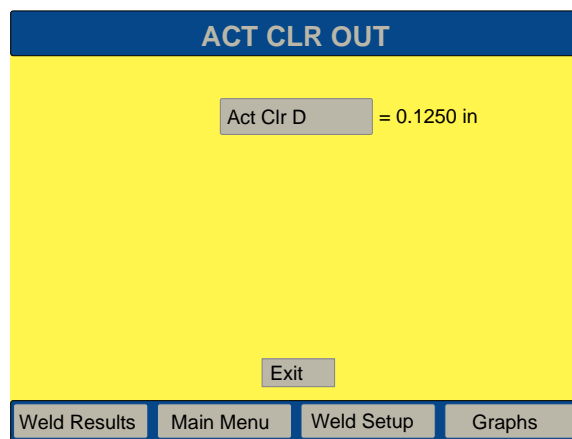 ACT CLR OUT
Act Clr D = 0.1250 in
Exit
Weld Results Main Menu Weld Setup Graphs